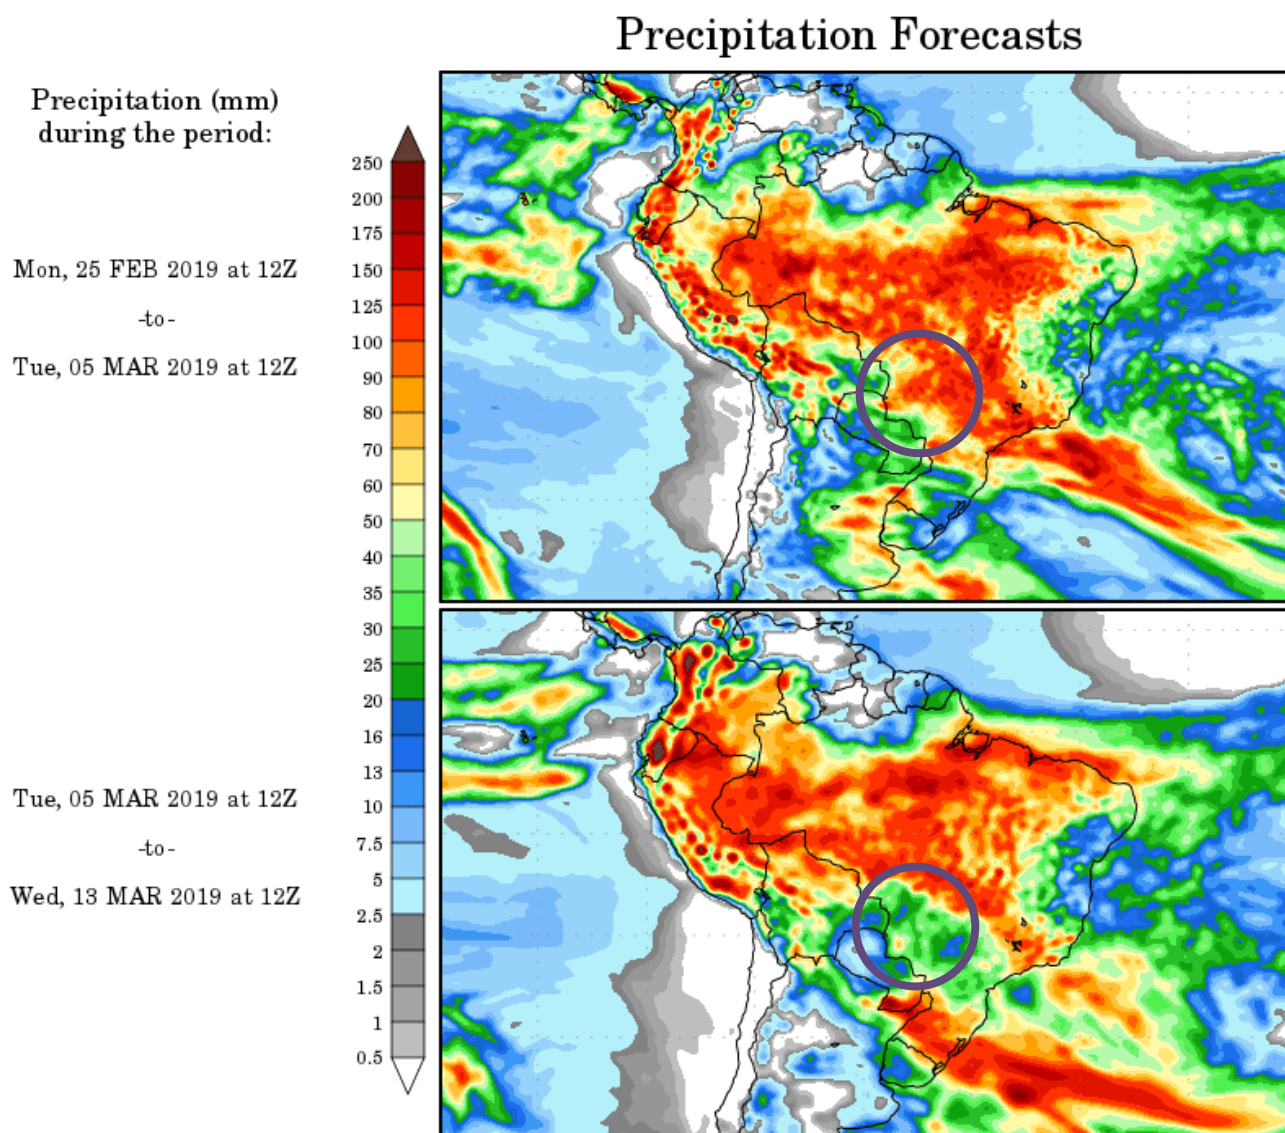 Precipitation Forecasts
Precipitation (mm)
during the period:
Mon, 25 FEB 2019 at 12Z
-to-
Tue, 05 MAR 2019 at 12Z
Tue, 05 MAR 2019 at 12Z
-to-
Wed, 13 MAR 2019 at 12Z
250
200
175
150
125
100
90
80
70
60
50
40
35
30
25
20
16
13
10
7.5
5
2.5
2
1.5
1
0.5